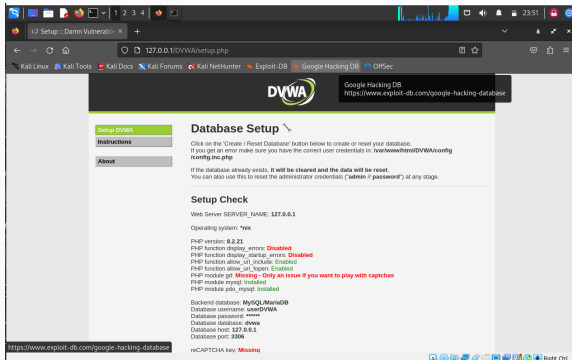 1 2 3 4
23:51
Setup :: Damn Vulnerable
127.0.0.1/DVWA/setup.php
Kali Linux Kali Tools Kali Docs Kali Forums Kali NetHunter Exploit-DB Google Hacking DB OffSec
Google Hacking DB
https://www.exploit-db.com/google-hacking-database
DVWA
Setup DVWA
Instructions
About
Database Setup
Click on the 'Create / Reset Database' button below to create or reset your database.
If you get an error make sure you have the correct user credentials in: /var/www/html/DVWA/config
/config.inc.php
If the database already exists, it will be cleared and the data will be reset.
You can also use this to reset the administrator credentials ("admin // password") at any stage.
Setup Check
Web Server SERVER_NAME: 127.0.0.1
Operating system: *nix
PHP version: 8.2.21
PHP function display_errors: Disabled
PHP function display_startup_errors: Disabled
PHP function allow_url_include: Enabled
PHP function allow_url_fopen: Enabled
PHP module gd: Missing - Only an issue if you want to play with captchas
PHP module mysql: Installed
PHP module pdo_mysql: Installed
Backend database: MySQL/MariaDB
Database username: userDVWA
Database password: ******
Database database: dvwa
Database host: 127.0.0.1
Database port: 3306
reCAPTCHA key: Missing
https://www.exploit-db.com/google-hacking-database
Right Ctrl